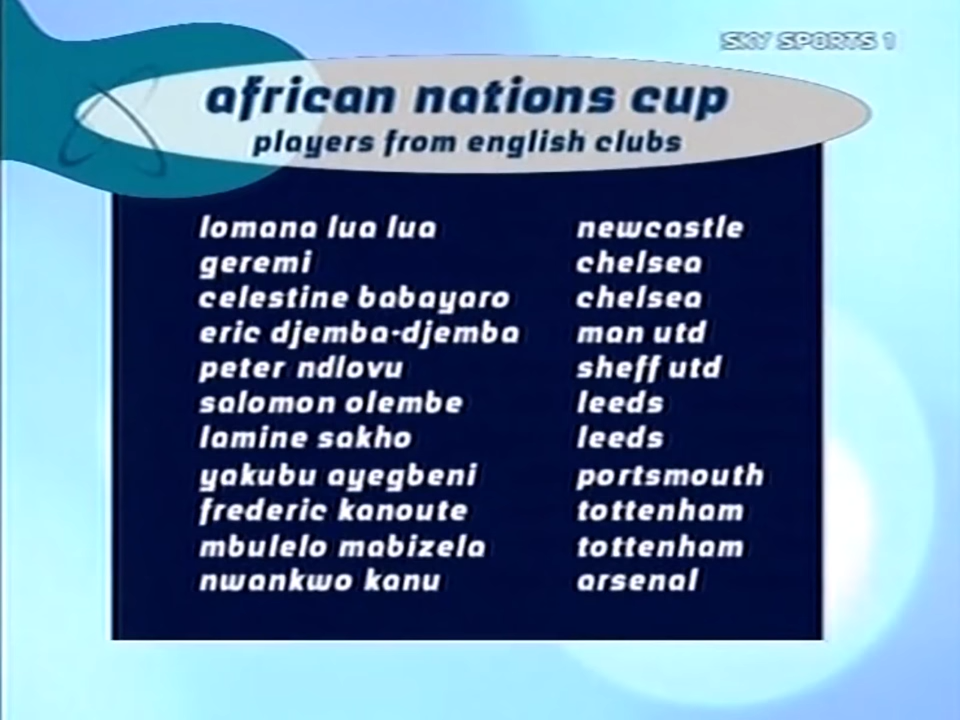 SKY SPORTS 1
african nations cup
players from english clubs
lomana lua lua newcastle
geremi chelsea
celestine babayaro chelsea
eric djemba-djemba man utd
peter ndlovu sheff utd
salomon olembe leeds
lamine sakho leeds
yakubu ayegbeni portsmouth
frederic kanoute tottenham
mbulelo mabizela tottenham
nwankwo kanu arsenal